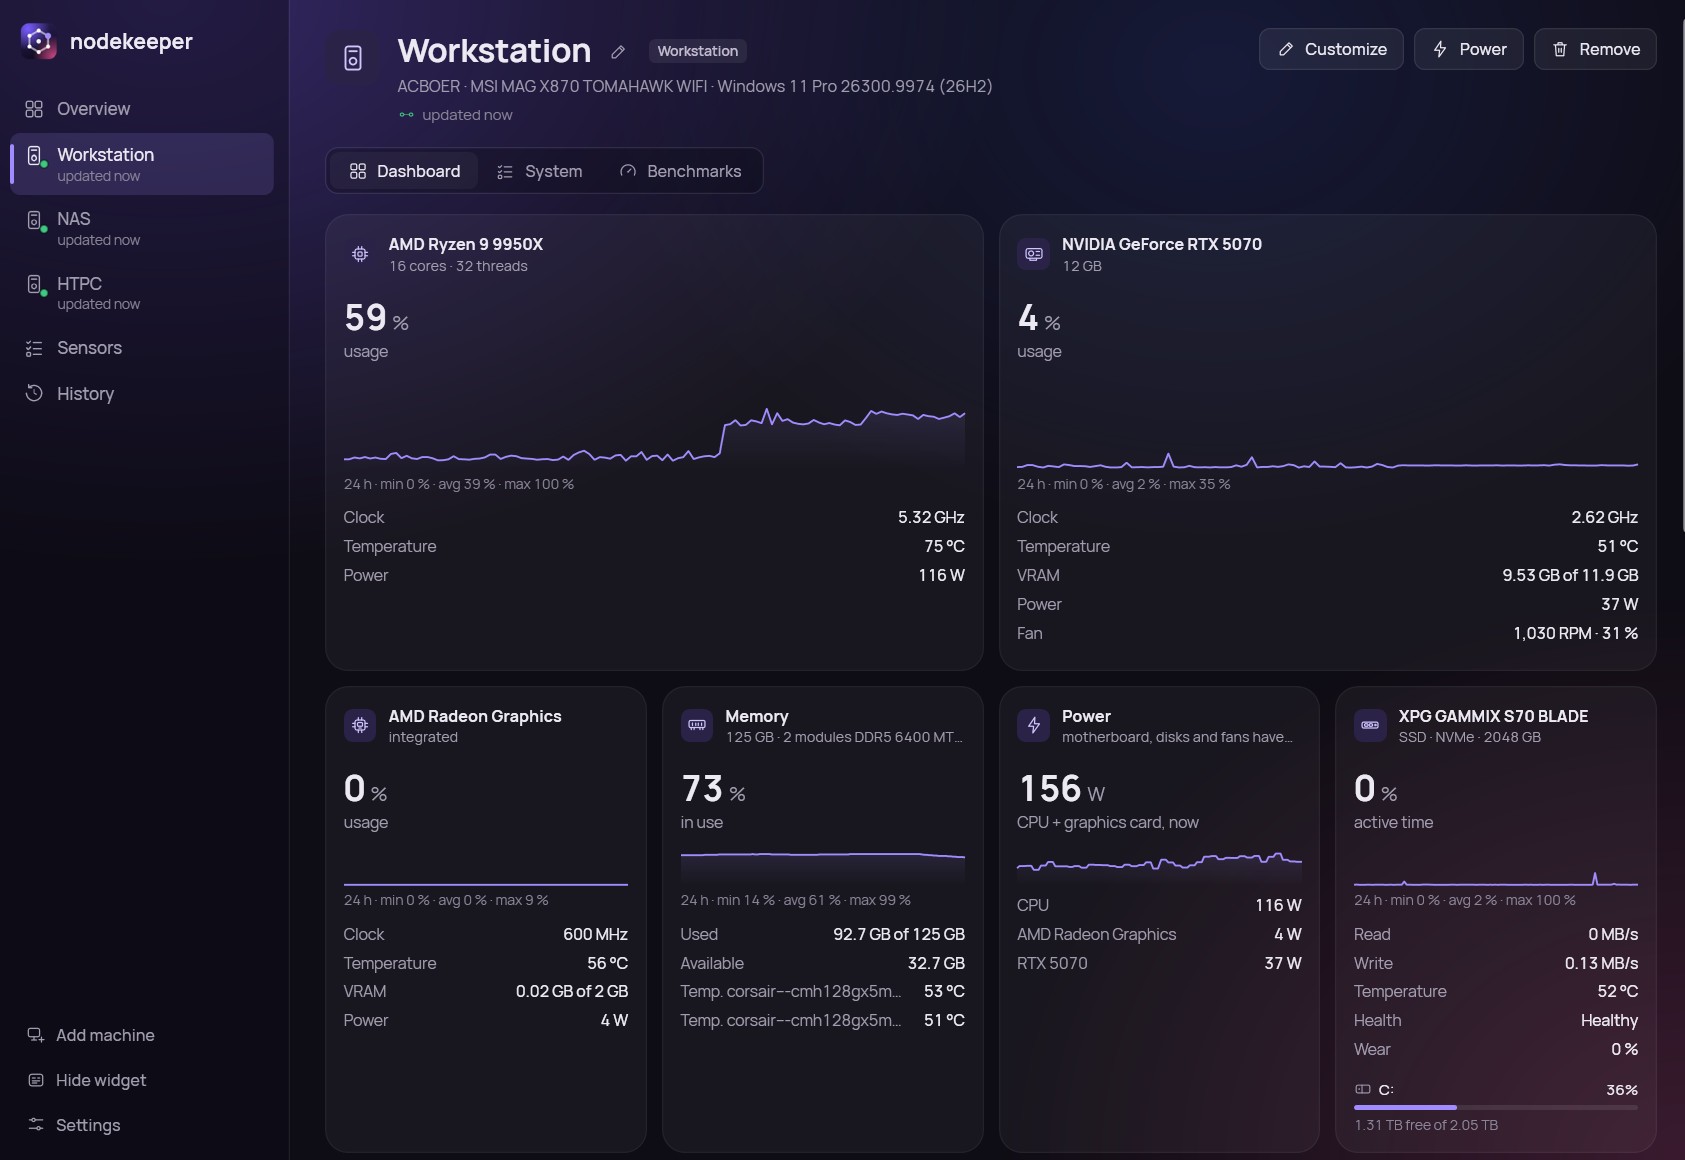 nodekeeper
Overview
Workstation
updated now
NAS
updated now
HTPC
updated now
Sensors
History
Add machine
Hide widget
Settings
Workstation
Workstation
ACBOER · MSI MAG X870 TOMAHAWK WIFI · Windows 11 Pro 26300.9974 (26H2)
updated now
Customize
Power
Remove
Dashboard
System
Benchmarks
AMD Ryzen 9 9950X
16 cores · 32 threads
59 %
usage
24 h · min 0 % · avg 39 % · max 100 %
Clock 5.32 GHz
Temperature 75 °C
Power 116 W
NVIDIA GeForce RTX 5070
12 GB
4 %
usage
24 h · min 0 % · avg 2 % · max 35 %
Clock 2.62 GHz
Temperature 51 °C
VRAM 9.53 GB of 11.9 GB
Power 37 W
Fan 1,030 RPM · 31 %
AMD Radeon Graphics
integrated
0 %
usage
24 h · min 0 % · avg 0 % · max 9 %
Clock 600 MHz
Temperature 56 °C
VRAM 0.02 GB of 2 GB
Power 4 W
Memory
125 GB · 2 modules DDR5 6400 MT…
73 %
in use
24 h · min 14 % · avg 61 % · max 99 %
Used 92.7 GB of 125 GB
Available 32.7 GB
Temp. corsair--cmh128gx5m… 53 °C
Temp. corsair--cmh128gx5m… 51 °C
Power
motherboard, disks and fans have…
156 W
CPU + graphics card, now
CPU 116 W
AMD Radeon Graphics 4 W
RTX 5070 37 W
XPG GAMMIX S70 BLADE
SSD · NVMe · 2048 GB
0 %
active time
24 h · min 0 % · avg 2 % · max 100 %
Read 0 MB/s
Write 0.13 MB/s
Temperature 52 °C
Health Healthy
Wear 0 %
C: 36%
1.31 TB free of 2.05 TB